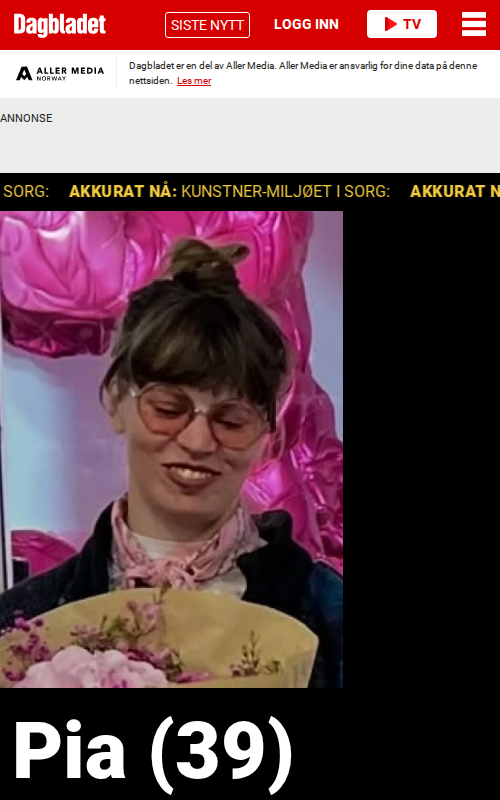 Dagbladet
SISTE NYTT
LOGG INN
TV
ALLER MEDIA
NORWAY
Dagbladet er en del av Aller Media. Aller Media er ansvarlig for dine data på denne
nettsiden. Les mer
ANNONSE
SORG: AKKURAT NÅ: KUNSTNER-MILJØET I SORG: AKKURAT N
Pia (39)